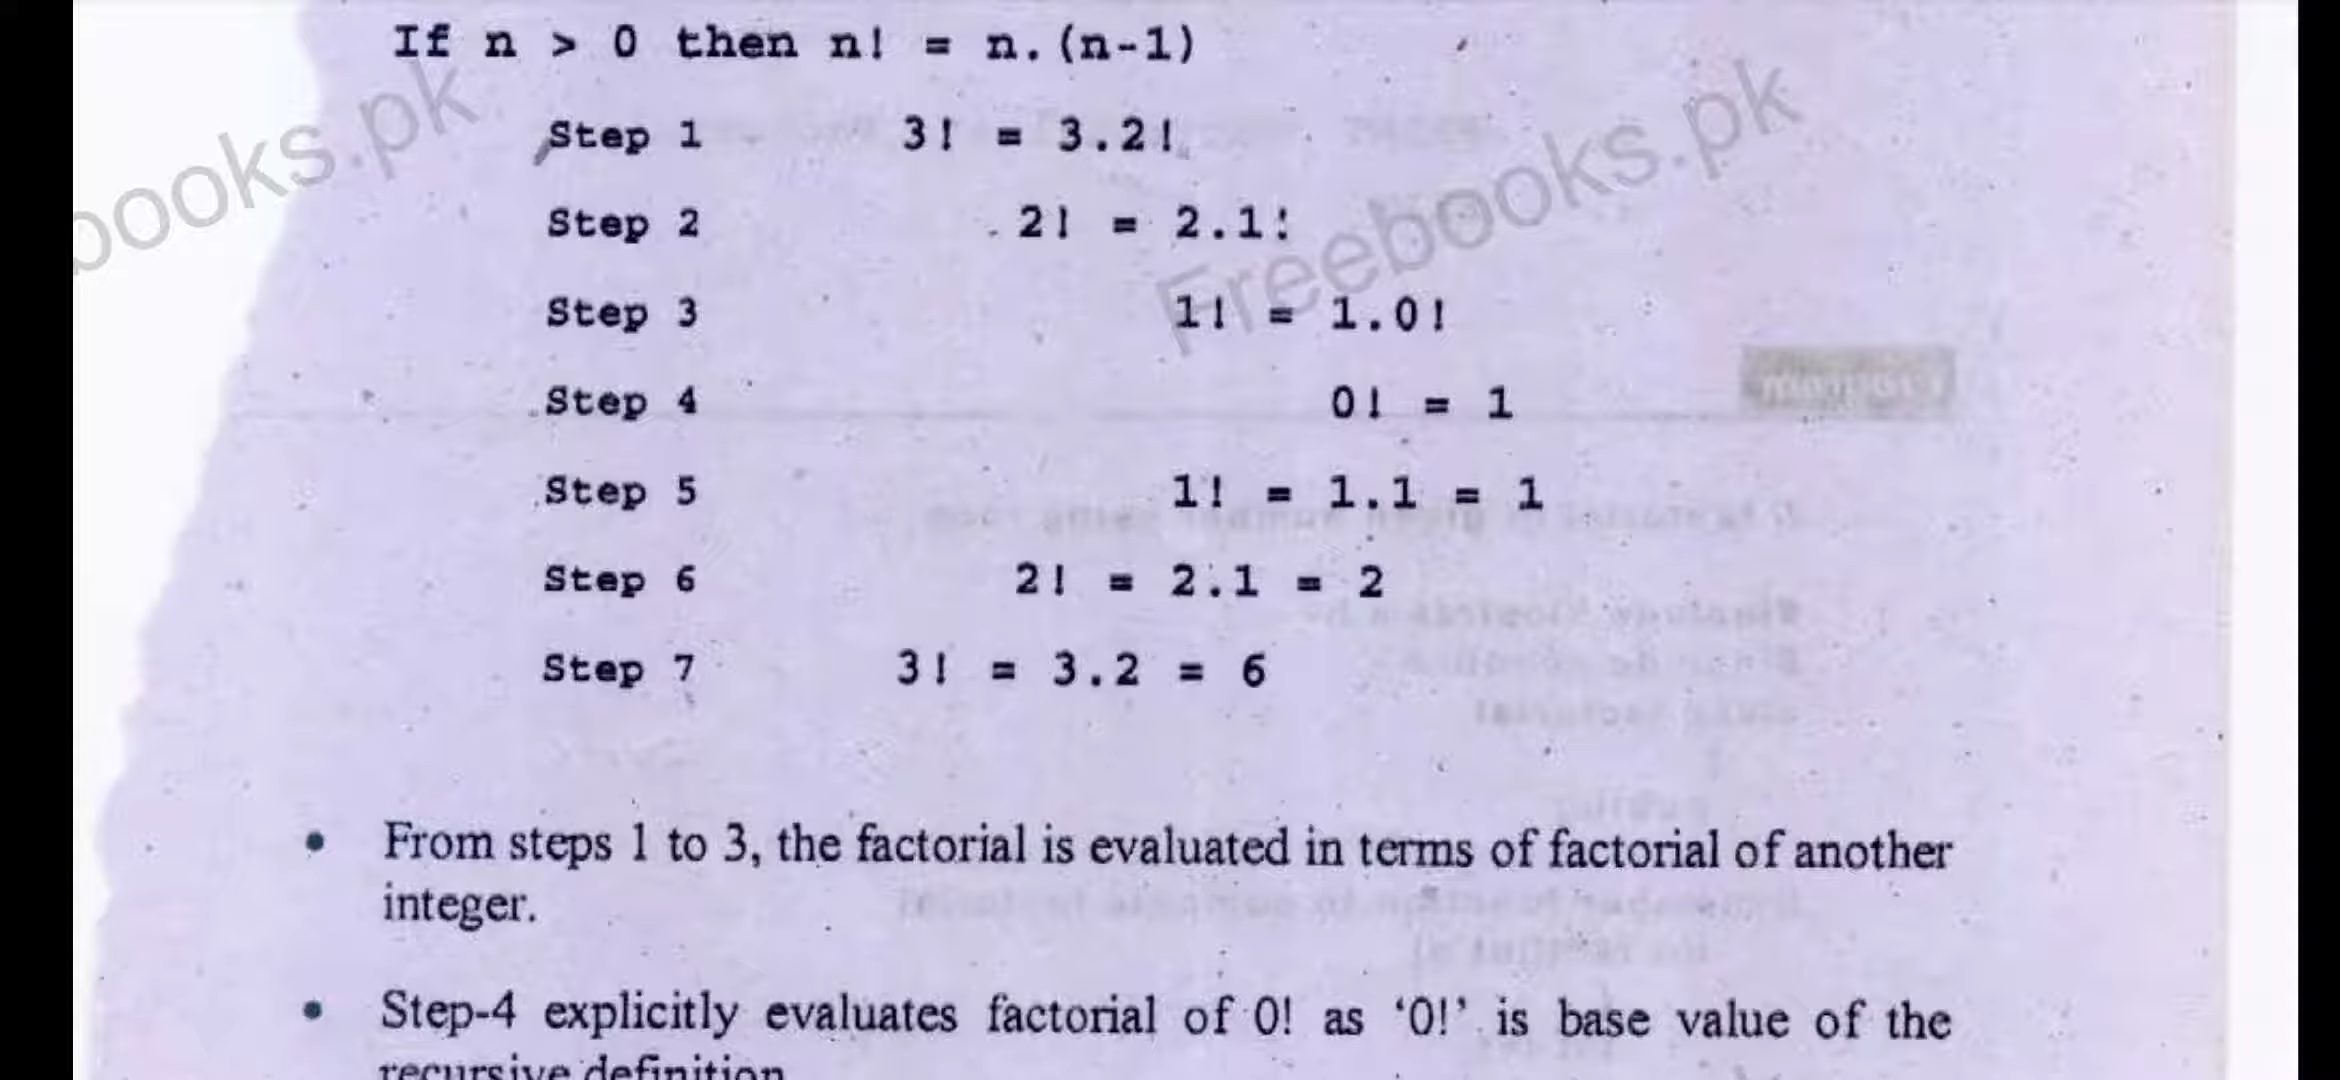 If n > 0 then n! = n.(n-1)
Step 1 3! = 3.2!
Step 2 2! = 2.1!
Step 3 1! = 1.0!
Step 4 0! = 1
Step 5 1! = 1.1 = 1
Step 6 2! = 2.1 = 2
Step 7 3! = 3.2 = 6
books.pk
Freebooks.pk
• From steps 1 to 3, the factorial is evaluated in terms of factorial of another
integer.
• Step-4 explicitly evaluates factorial of 0! as ‘0!’ is base value of the
recursive definition